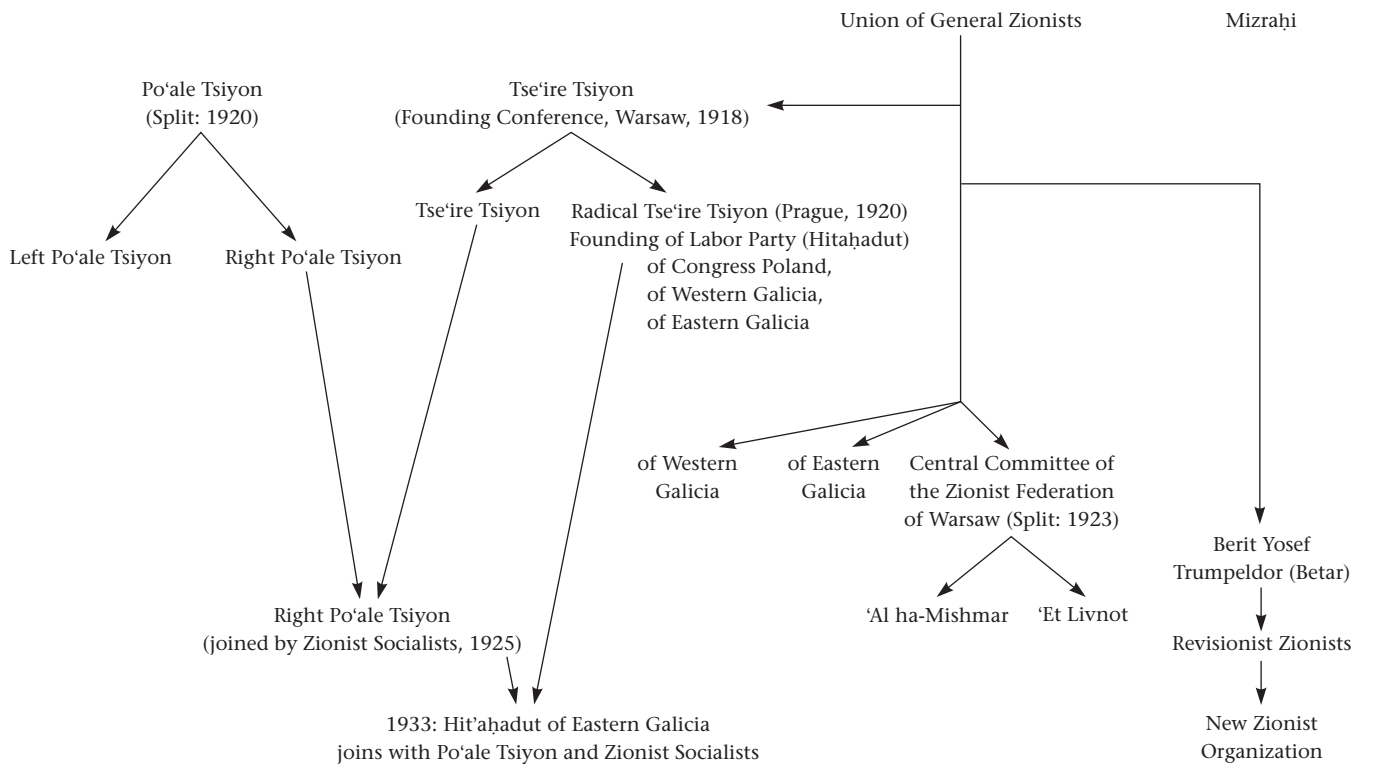 Union of General Zionists
Mizraḥi
Po‘ale Tsiyon
(Split: 1920)
Tse‘ire Tsiyon
(Founding Conference, Warsaw, 1918)
Left Po‘ale Tsiyon
Right Po‘ale Tsiyon
Tse‘ire Tsiyon
Radical Tse‘ire Tsiyon (Prague, 1920)
Founding of Labor Party (Hitaḥadut)
of Congress Poland,
of Western Galicia,
of Eastern Galicia
of Western
Galicia
of Eastern
Galicia
Central Committee of
the Zionist Federation
of Warsaw (Split: 1923)
‘Al ha-Mishmar
‘Et Livnot
Berit Yosef
Trumpeldor (Betar)
Revisionist Zionists
New Zionist
Organization
Right Po‘ale Tsiyon
(joined by Zionist Socialists, 1925)
1933: Hit’aḥadut of Eastern Galicia
joins with Po‘ale Tsiyon and Zionist Socialists